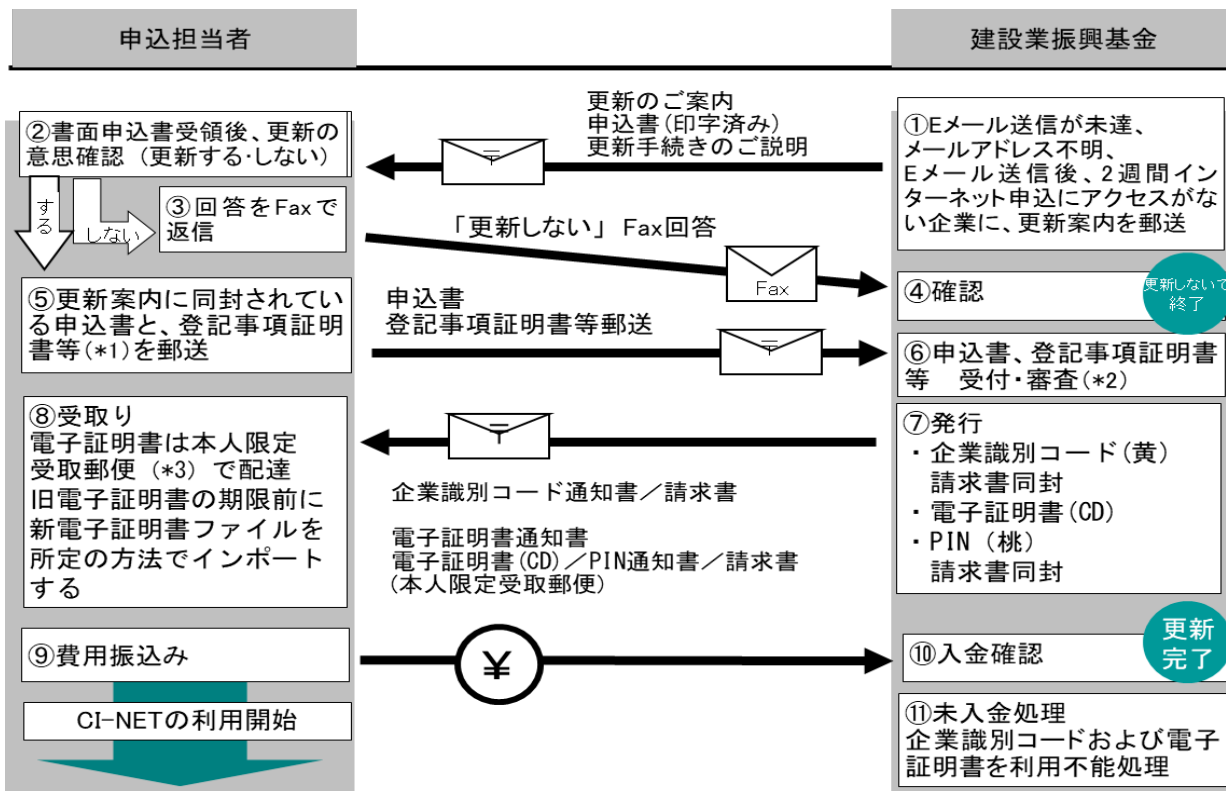 申込担当者
建設業振興基金
更新のご案内
申込書(印字済み)
更新手続きのご説明
①Eメール送信が未達、
メールアドレス不明、
Eメール送信後、2週間イン
ターネット申込にアクセスがな
い企業に、更新案内を郵送
②書面申込書受領後、更新の
意思確認（更新する・しない）
〒
する
しない
③回答をFaxで
返信
「更新しない」 Fax回答
Fax
④確認
更新しないで
終了
⑤更新案内に同封されてい
る申込書と、登記事項証明
書等(*1)を郵送
申込書
登記事項証明書等郵送
〒
⑥申込書、登記事項証明書
等　受付・審査(*2)
⑦発行
・企業識別コード(黄)
請求書同封
・電子証明書(CD)
・PIN（桃）
請求書同封
〒
⑧受取り
電子証明書は本人限定
受取郵便（*3）で配達
旧電子証明書の期限前に
新電子証明書ファイルを
所定の方法でインポート
する
企業識別コード通知書／請求書
電子証明書通知書
電子証明書(CD)／PIN通知書／請求書
(本人限定受取郵便)
⑨費用振込み
¥
⑩入金確認
更新
完了
CI-NETの利用開始
⑪未入金処理
企業識別コードおよび電子
証明書を利用不能処理